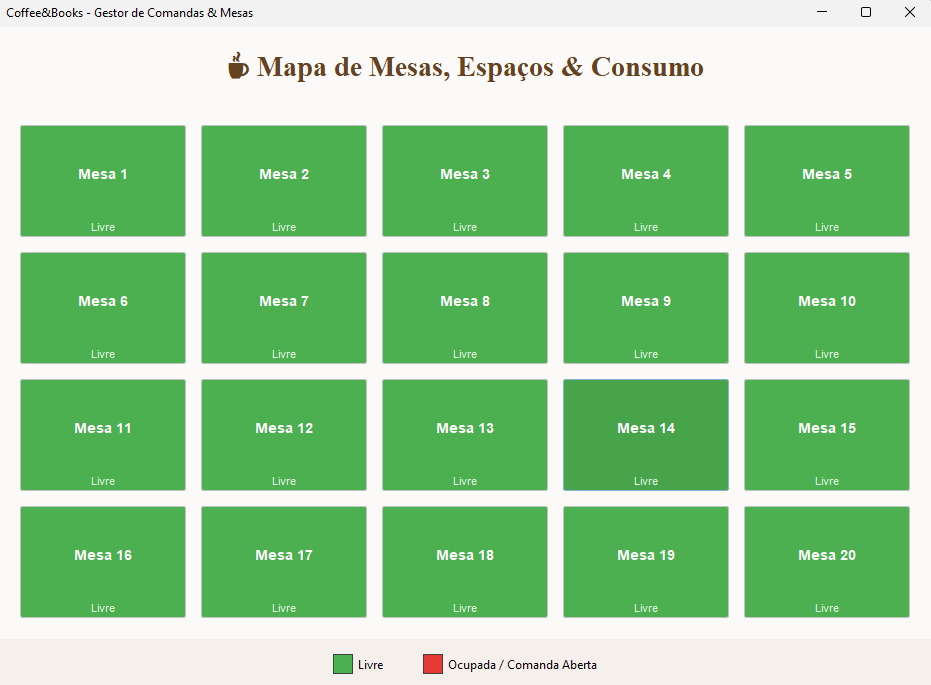 Coffee&Books - Gestor de Comandas & Mesas
Mapa de Mesas, Espaços & Consumo
Mesa 1
Livre
Mesa 2
Livre
Mesa 3
Livre
Mesa 4
Livre
Mesa 5
Livre
Mesa 6
Livre
Mesa 7
Livre
Mesa 8
Livre
Mesa 9
Livre
Mesa 10
Livre
Mesa 11
Livre
Mesa 12
Livre
Mesa 13
Livre
Mesa 14
Livre
Mesa 15
Livre
Mesa 16
Livre
Mesa 17
Livre
Mesa 18
Livre
Mesa 19
Livre
Mesa 20
Livre
Livre
Ocupada / Comanda Aberta